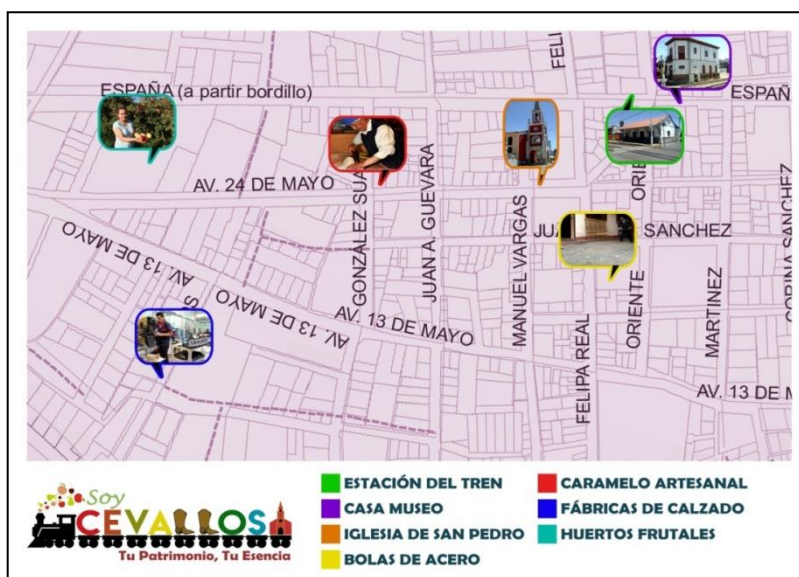 FELI
ESPAÑA (a partir bordillo)
ESPAÑ
AV. 24 DE MAYO
GONZÁLEZ SUA
JUAN A. GUEVARA
MANUEL VARGAS
ORIE
JUA SANCHEZ
CORINA SANCHEZ
AV. 13 DE MAYO
S
AV. 13 DE MAYO
AV. 13 DE MAYO
FELIPA REAL
ORIENTE
MARTINEZ
AV. 13 DE M
Soy
CEVALLOS
Tu Patrimonio, Tu Esencia
ESTACIÓN DEL TREN
CASA MUSEO
IGLESIA DE SAN PEDRO
BOLAS DE ACERO
CARAMELO ARTESANAL
FÁBRICAS DE CALZADO
HUERTOS FRUTALES